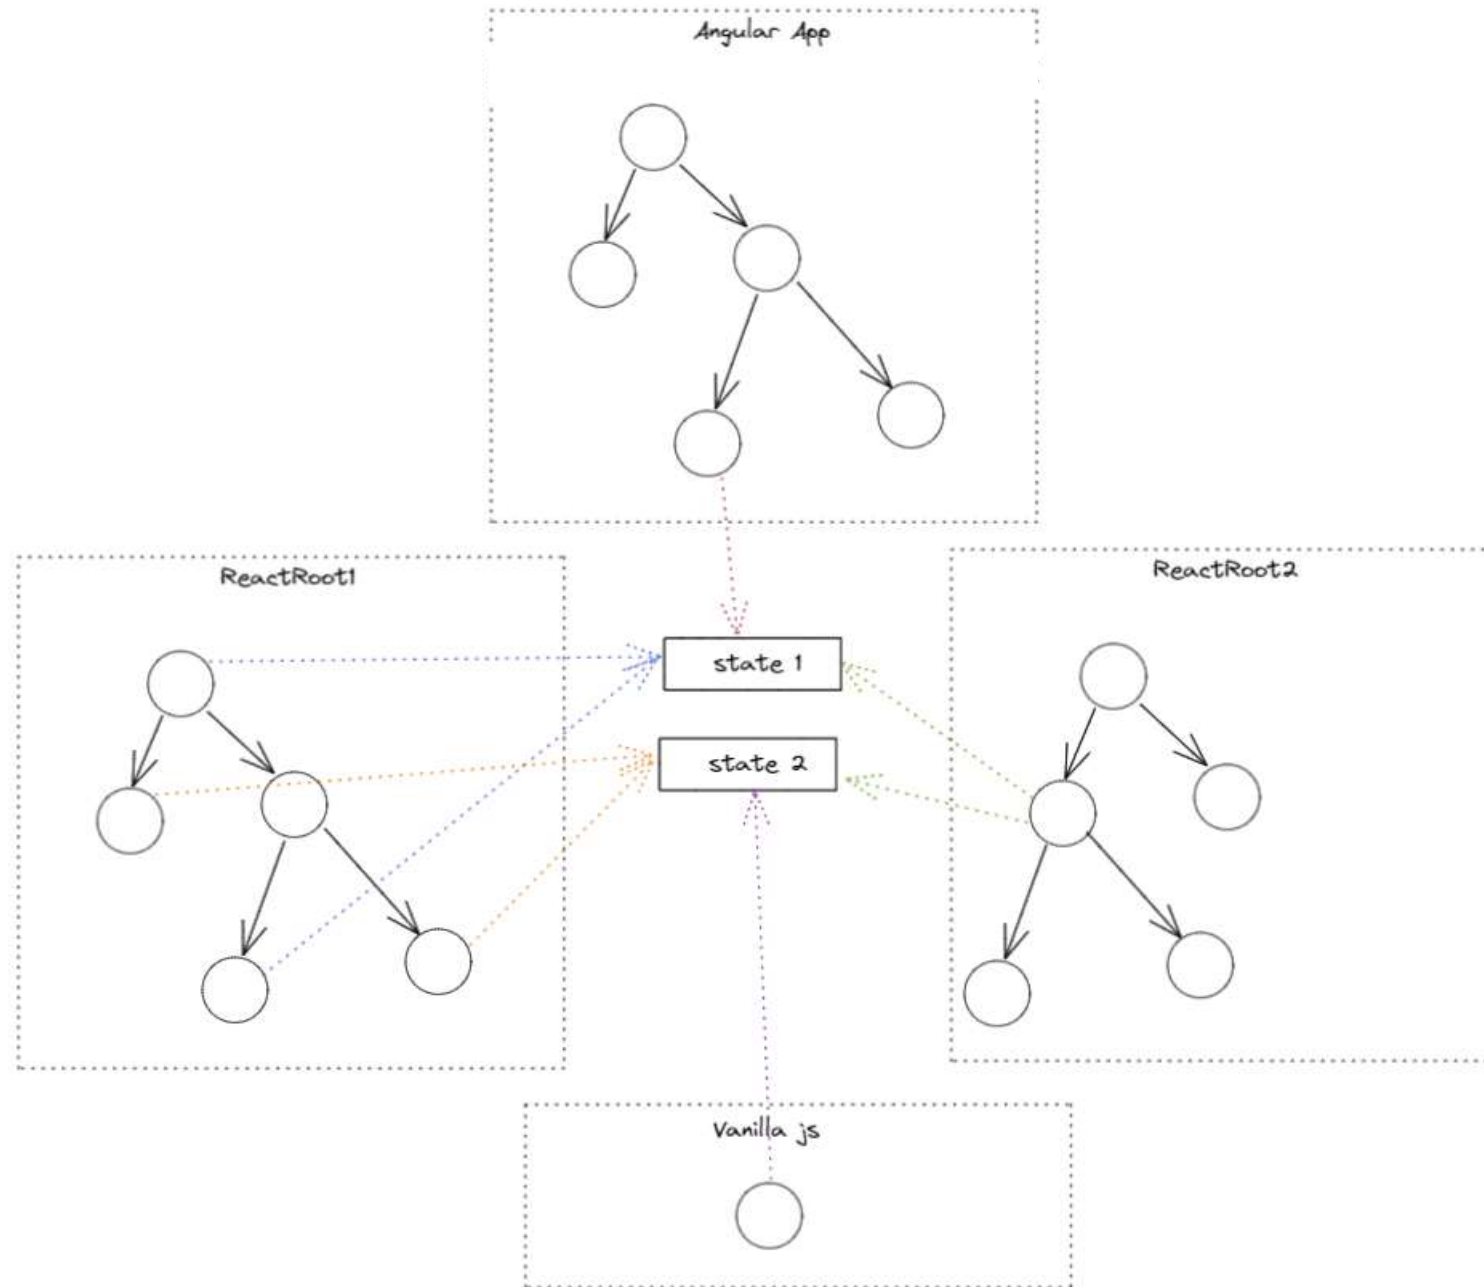 Angular App
ReactRoot1
ReactRoot2
state 1
state 2
Vanilla js